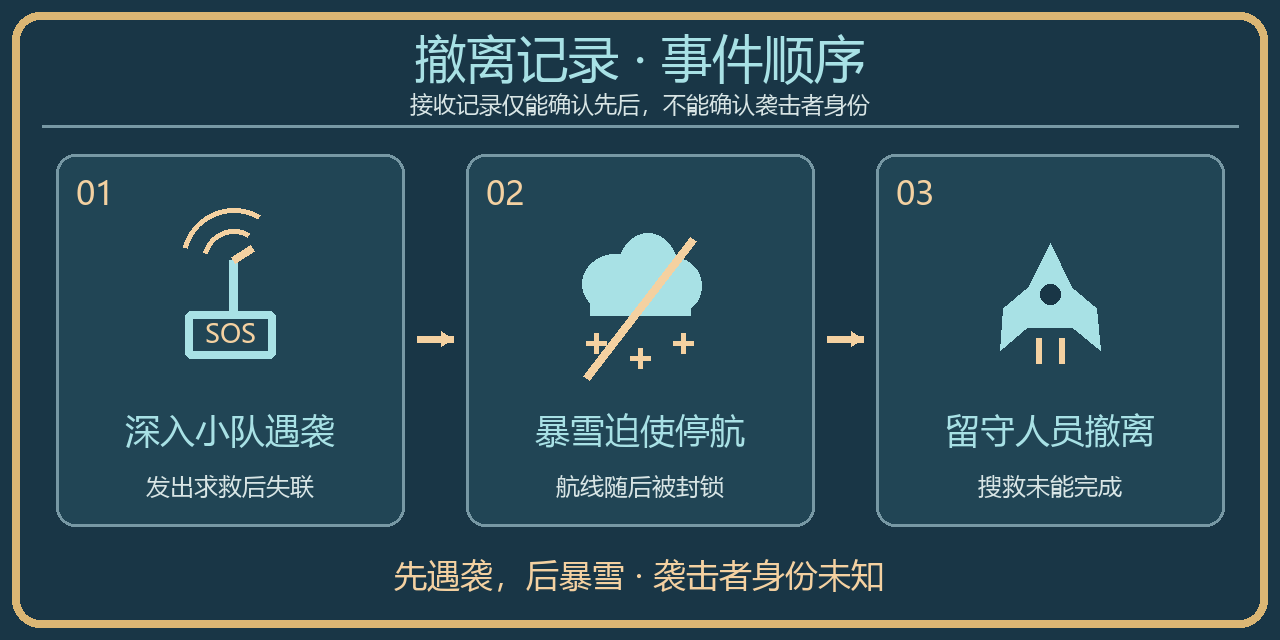 撤离记录 · 事件顺序
接收记录仅能确认先后，不能确认袭击者身份
01
SOS
深入小队遇袭
发出求救后失联
02
暴雪迫使停航
航线随后被封锁
03
留守人员撤离
搜救未能完成
先遇袭，后暴雪 · 袭击者身份未知